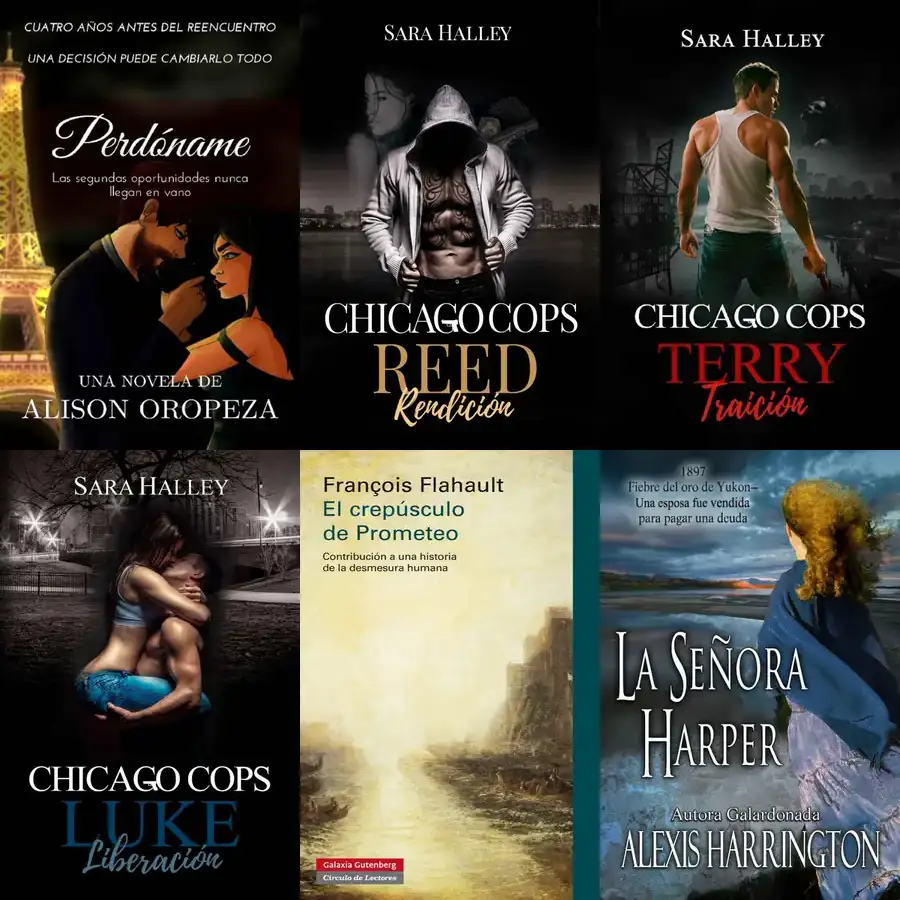 CUATRO AÑOS ANTES DEL REENCUENTRO
UNA DECISIÓN PUEDE CAMBIARLO TODO
Perdóname
Las segundas oportunidades nunca
llegan en vano
UNA NOVELA DE
ALISON OROPEZA
SARA HALLEY
CHICAGO COPS
REED
Rendición
SARA HALLEY
CHICAGO COPS
TERRY
Traición
SARA HALLEY
CHICAGO COPS
LUKE
Liberación
François Flahault
El crepúsculo
de Prometeo
Contribución a una historia
de la desmesura humana
Galaxia Gutenberg
Círculo de Lectores
1897
Fiebre del oro de Yukon–
Una esposa fue vendida
para pagar una deuda
LA SEÑORA
HARPER
Autora Galardonada
ALEXIS HARRINGTON